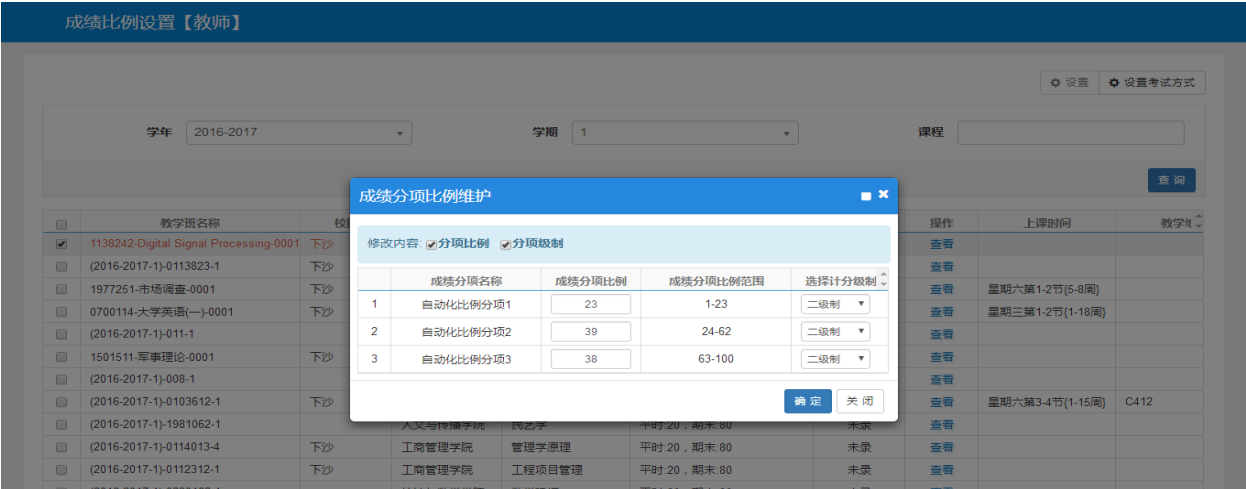 成绩比例设置【教师】
设置 设置考试方式
学年 2016-2017 学期 1 课程
查 询
成绩分项比例维护
教学班名称 操作 上课时间
修改内容: 分项比例 分项级制
1138242-Digital Signal Processing-0001 下沙 查看
(2016-2017-1)-0113823-1 下沙 查看
成绩分项名称 成绩分项比例 成绩分项比例范围 选择计分级制
1977251-市场调查-0001 下沙 查看 星期六第1-2节{5-8周}
1 自动化比例分项1 23 1-23 二级制
0700114-大学英语(一)-0001 下沙 查看 星期三第1-2节{1-18周}
2 自动化比例分项2 39 24-62 二级制
(2016-2017-1)-011-1 查看
3 自动化比例分项3 38 63-100 二级制
1501511-军事理论-0001 下沙 查看
(2016-2017-1)-008-1 查看
确 定 关 闭
(2016-2017-1)-0103612-1 下沙 查看 星期六第3-4节{1-15周} C412
(2016-2017-1)-1981062-1 人文与传播学院 民艺学 平时:20，期末:80 未录 查看
(2016-2017-1)-0114013-4 下沙 工商管理学院 管理学原理 平时:20，期末:80 未录 查看
(2016-2017-1)-0112312-1 下沙 工商管理学院 工程项目管理 平时:20，期末:80 未录 查看